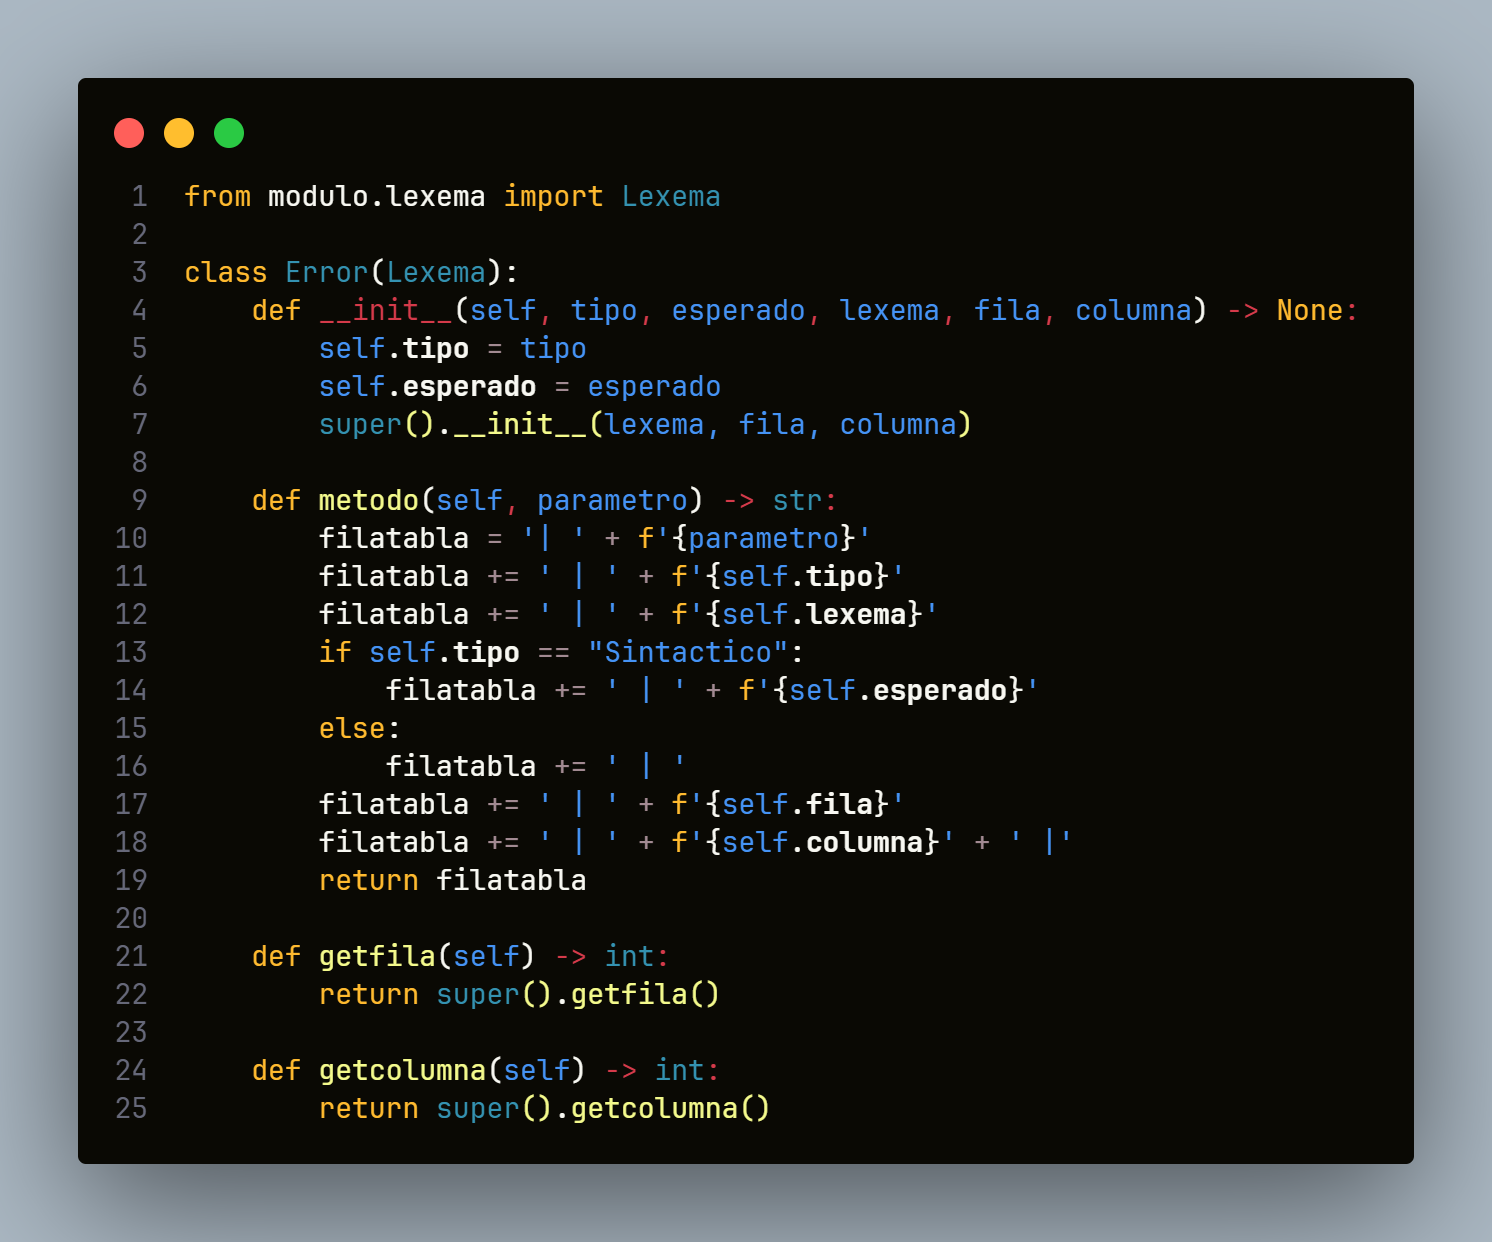 1 from modulo.lexema import Lexema
2
3 class Error(Lexema):
4     def __init__(self, tipo, esperado, lexema, fila, columna) -> None:
5         self.tipo = tipo
6         self.esperado = esperado
7         super().__init__(lexema, fila, columna)
8
9     def metodo(self, parametro) -> str:
10         filatabla = '| ' + f'{parametro}'
11         filatabla += ' | ' + f'{self.tipo}'
12         filatabla += ' | ' + f'{self.lexema}'
13         if self.tipo == "Sintactico":
14             filatabla += ' | ' + f'{self.esperado}'
15         else:
16             filatabla += ' | '
17         filatabla += ' | ' + f'{self.fila}'
18         filatabla += ' | ' + f'{self.columna}' + ' |'
19         return filatabla
20
21     def getfila(self) -> int:
22         return super().getfila()
23
24     def getcolumna(self) -> int:
25         return super().getcolumna()